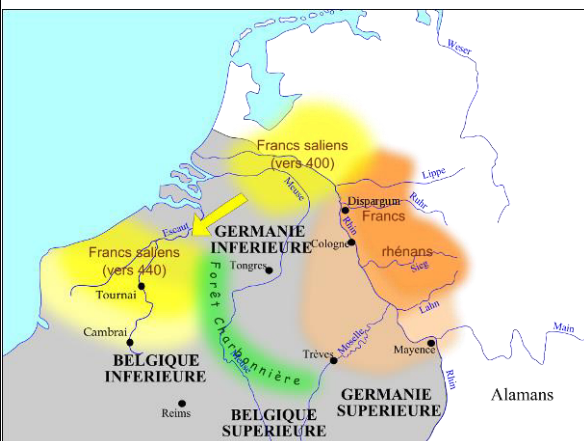 Weser
Francs saliens
(vers 400)
Lippe
Meuse
Ruhr
Dispargum
Francs
Escaut
Rhin
GERMANIE
INFERIEURE
Cologne
Francs saliens
(vers 440)
rhénans
Tongres
Sieg
Tournai
Forêt Charbonnière
Lahn
Cambrai
Moselle
Main
Mayence
Meuse
Trèves
BELGIQUE
INFERIEURE
Rhin
GERMANIE
SUPERIEURE
Alamans
Reims
BELGIQUE
SUPERIEURE